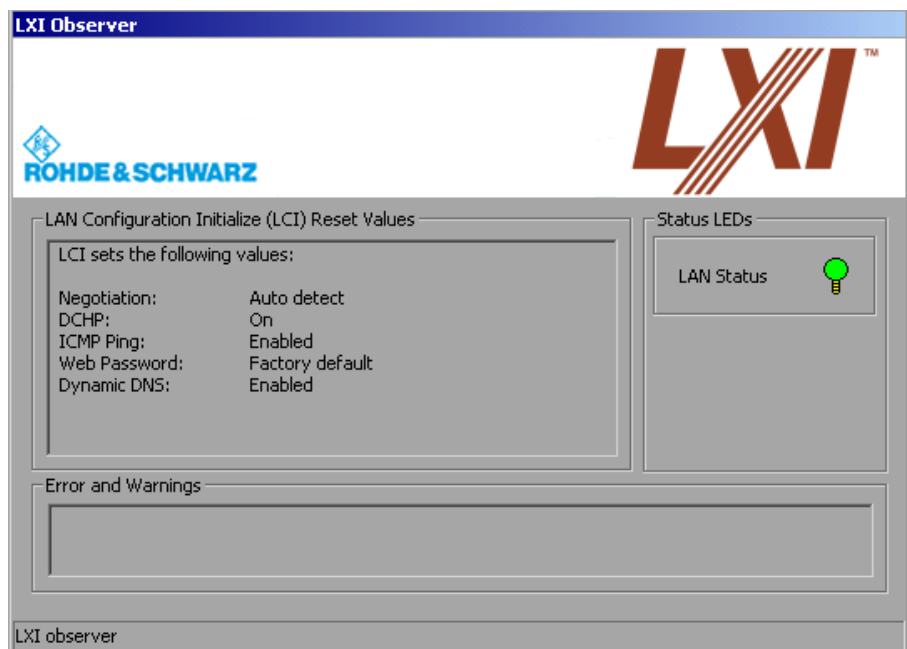 LXI Observer
LXI™
ROHDE & SCHWARZ
LAN Configuration Initialize (LCI) Reset Values
LCI sets the following values:
Negotiation: Auto detect
DCHP: On
ICMP Ping: Enabled
Web Password: Factory default
Dynamic DNS: Enabled
Status LEDs
LAN Status
Error and Warnings
LXI observer